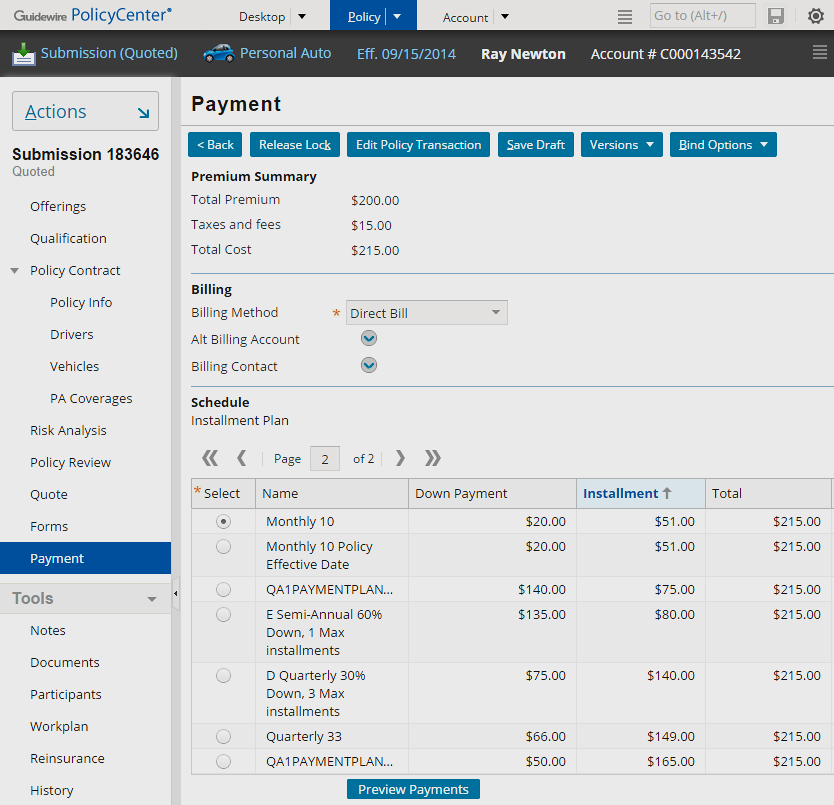 Guidewire PolicyCenter® Desktop Policy Account Go to (Alt+/)
Submission (Quoted) Personal Auto Eff. 09/15/2014 Ray Newton Account # C000143542
Actions
Submission 183646
Quoted
Offerings
Qualification
Policy Contract
Policy Info
Drivers
Vehicles
PA Coverages
Risk Analysis
Policy Review
Quote
Forms
Payment
Tools
Notes
Documents
Participants
Workplan
Reinsurance
History
Payment
< Back Release Lock Edit Policy Transaction Save Draft Versions Bind Options
Premium Summary
Total Premium $200.00
Taxes and fees $15.00
Total Cost $215.00
Billing
Billing Method * Direct Bill
Alt Billing Account
Billing Contact
Schedule
Installment Plan
Page 2 of 2
* Select Name Down Payment Installment ↑ Total
Monthly 10 $20.00 $51.00 $215.00
Monthly 10 Policy $20.00 $51.00 $215.00
Effective Date
QA1PAYMENTPLAN... $140.00 $75.00 $215.00
E Semi-Annual 60% $135.00 $80.00 $215.00
Down, 1 Max
installments
D Quarterly 30% $75.00 $140.00 $215.00
Down, 3 Max
installments
Quarterly 33 $66.00 $149.00 $215.00
QA1PAYMENTPLAN... $50.00 $165.00 $215.00
Preview Payments